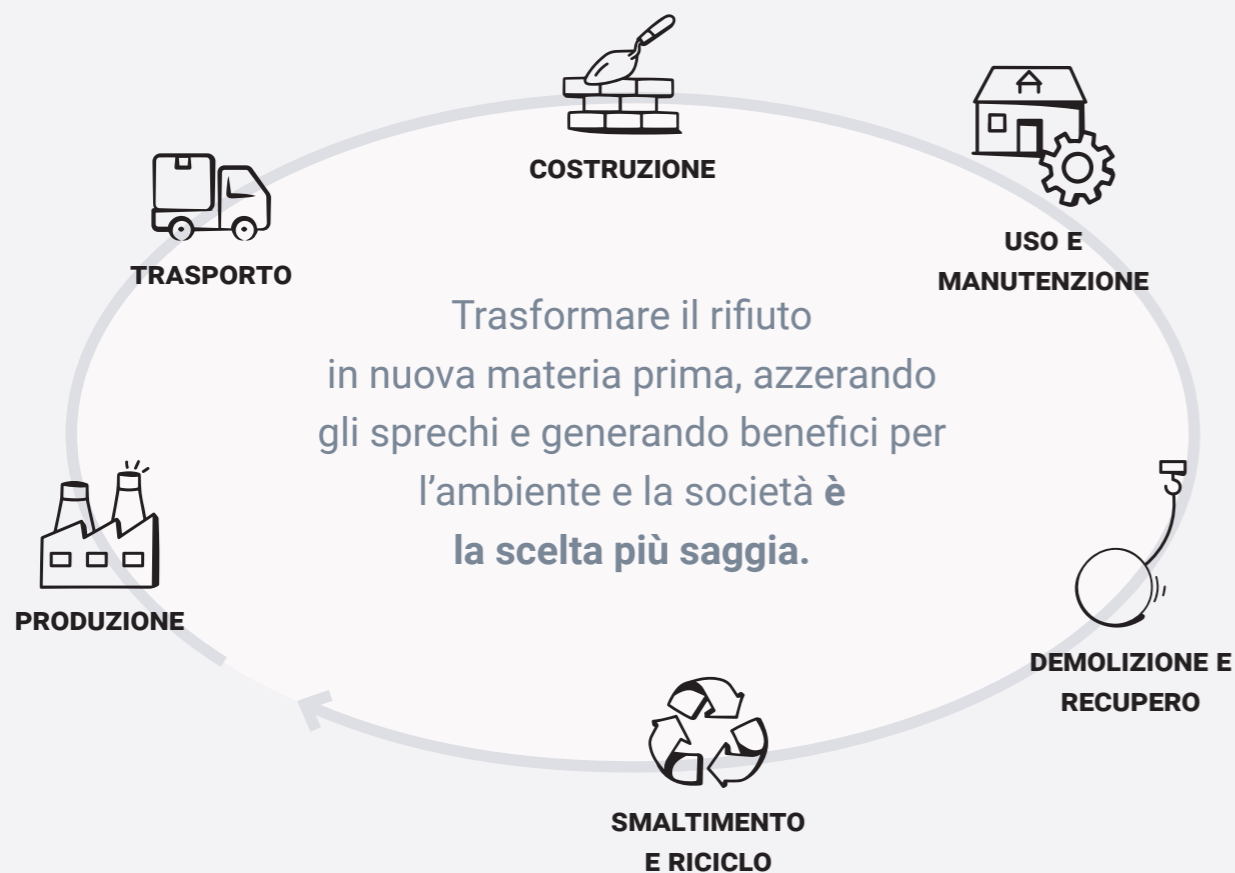 COSTRUZIONE
USO E
MANUTENZIONE
TRASPORTO
Trasformare il rifiuto
in nuova materia prima, azzerando
gli sprechi e generando benefici per
l’ambiente e la società è
la scelta più saggia.
PRODUZIONE
DEMOLIZIONE E
RECUPERO
SMALTIMENTO
E RICICLO